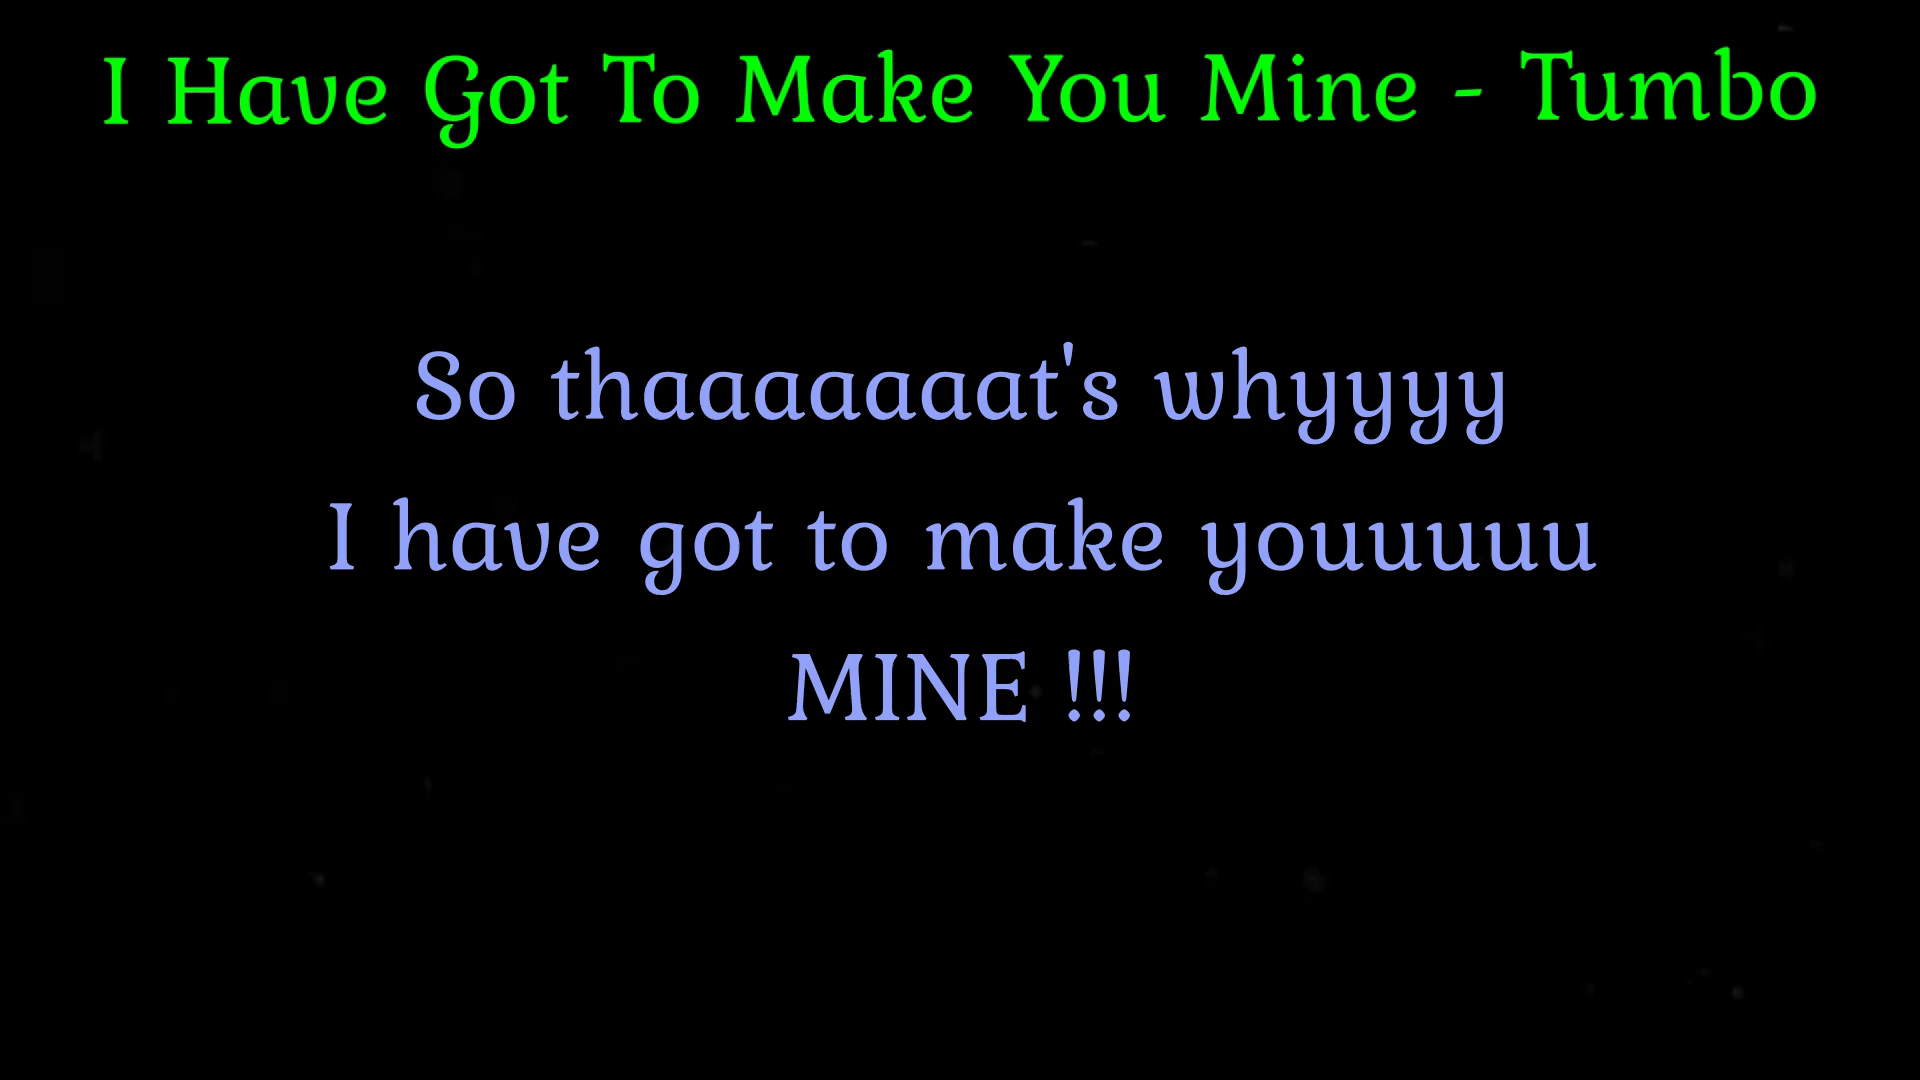 I Have Got To Make You Mine - Tumbo
So thaaaaaaat's whyyyy
I have got to make youuuuu
MINE !!!